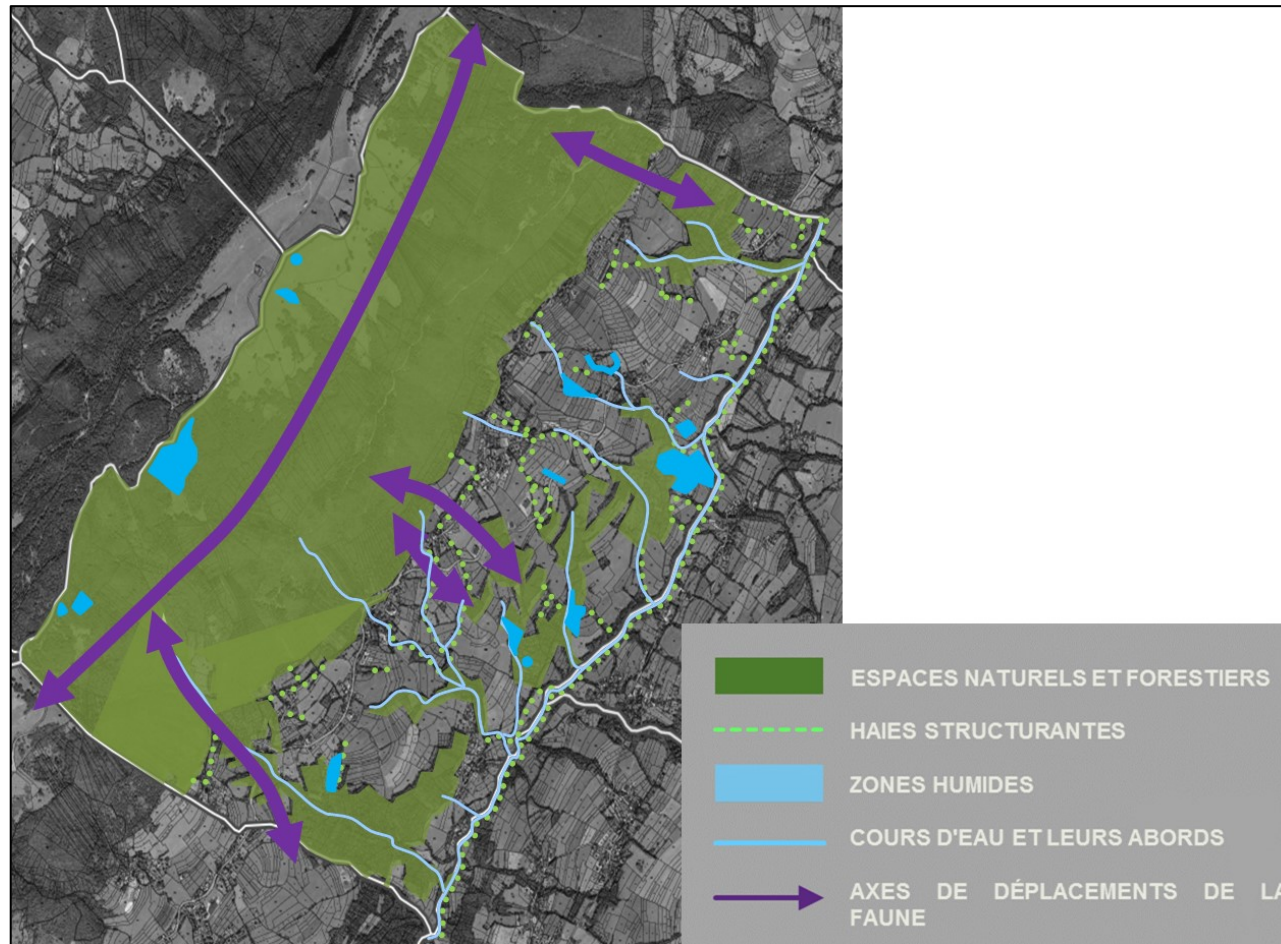 ESPACES NATURELS ET FORESTIERS
HAIES STRUCTURANTES
ZONES HUMIDES
COURS D'EAU ET LEURS ABORDS
AXES DE DÉPLACEMENTS DE LA
FAUNE